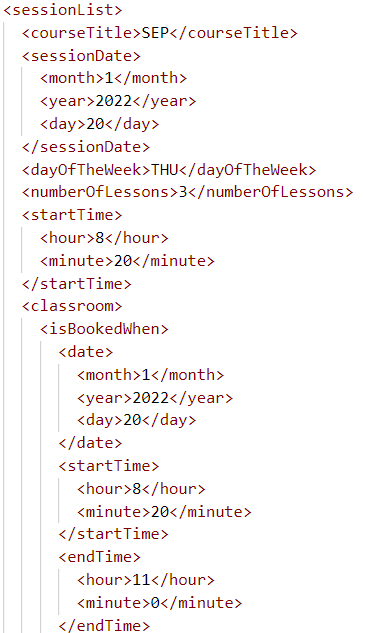 <sessionList>
<courseTitle>SEP</courseTitle>
<sessionDate>
<month>1</month>
<year>2022</year>
<day>20</day>
</sessionDate>
<dayOfTheWeek>THU</dayOfTheWeek>
<numberOfLessons>3</numberOfLessons>
<startTime>
<hour>8</hour>
<minute>20</minute>
</startTime>
<classroom>
<isBookedWhen>
<date>
<month>1</month>
<year>2022</year>
<day>20</day>
</date>
<startTime>
<hour>8</hour>
<minute>20</minute>
</startTime>
<endTime>
<hour>11</hour>
<minute>0</minute>
</endTime>